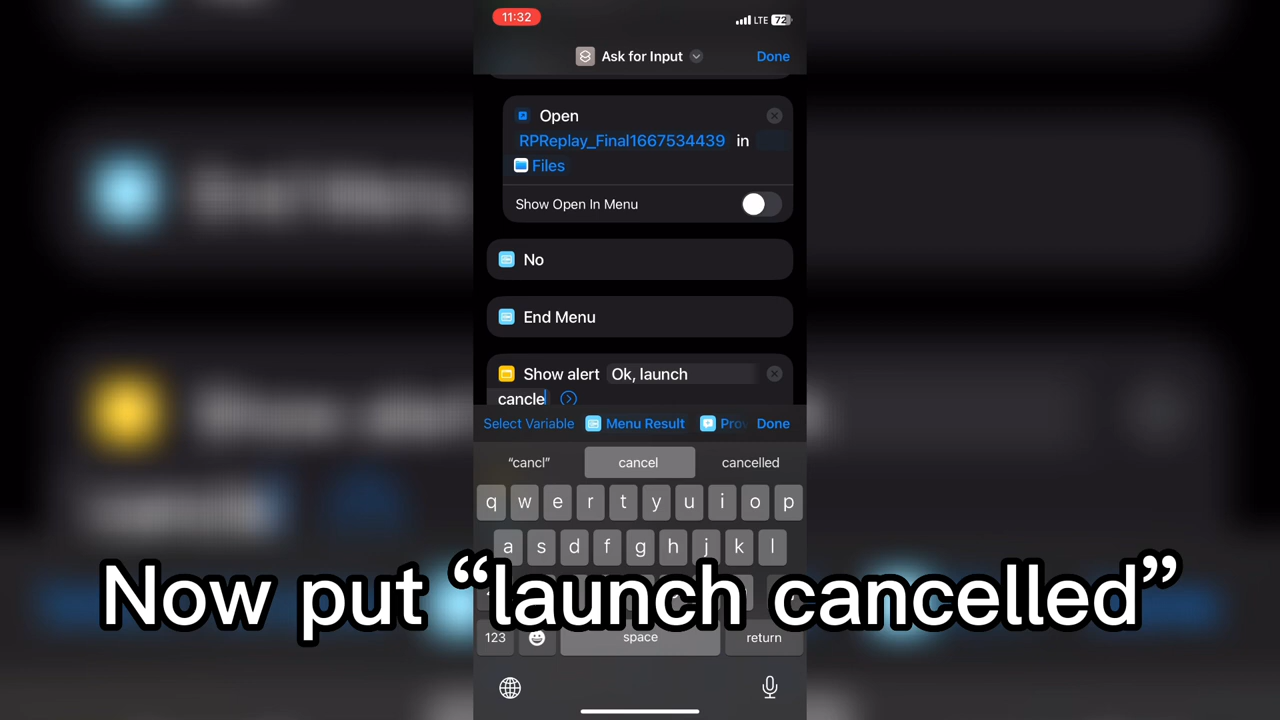 11:32
LTE 72
Ask for Input
Done
Open
RPReplay_Final1667534439 in
Files
Show Open In Menu
No
End Menu
Show alert Ok, launch
cancle
Select Variable Menu Result Pro Done
“cancl” cancel cancelled
q w e r t y u i o p
a s d f g h j k l
Now put “launch cancelled”
123 space return